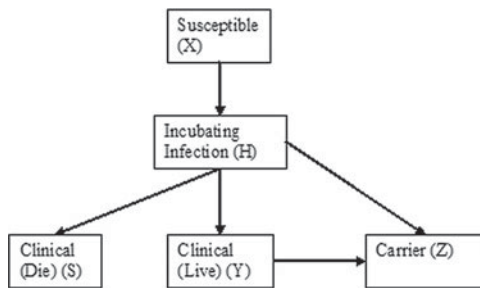 Susceptible
(X)
Incubating
Infection (H)
Clinical
(Die) (S)
Clinical
(Live) (Y)
Carrier (Z)